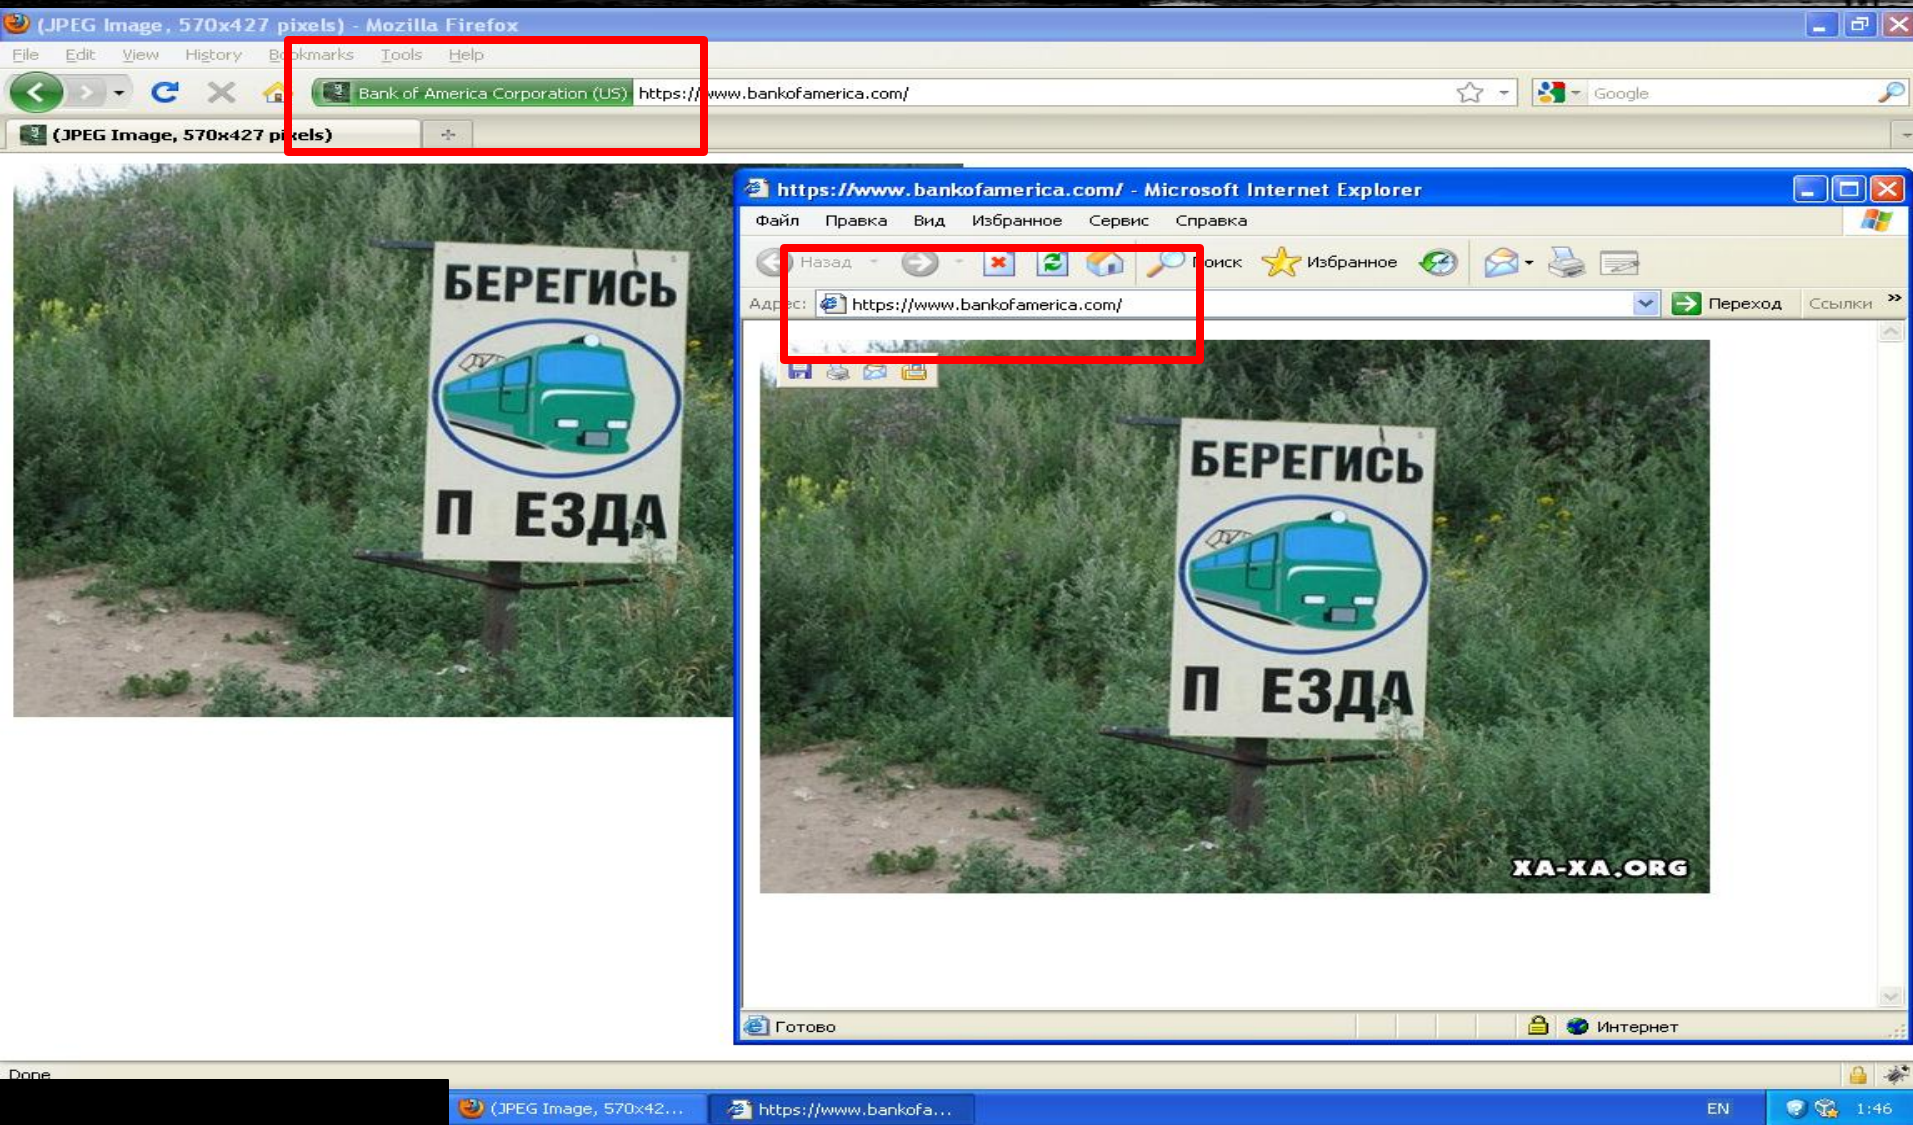 (JPEG Image, 570x427 pixels) - Mozilla Firefox
File Edit View History Bookmarks Tools Help
Bank of America Corporation (US) https://www.bankofamerica.com/
Google
(JPEG Image, 570x427 pixels)
БЕРЕГИСЬ
П ЕЗДА
https://www.bankofamerica.com/ - Microsoft Internet Explorer
Файл Правка Вид Избранное Сервис Справка
Назад Поиск Избранное
Адрес: https://www.bankofamerica.com/ Переход Ссылки »
БЕРЕГИСЬ
П ЕЗДА
XA-XA.ORG
Готово Интернет
Done
(JPEG Image, 570x42... https://www.bankofa... EN 1:46